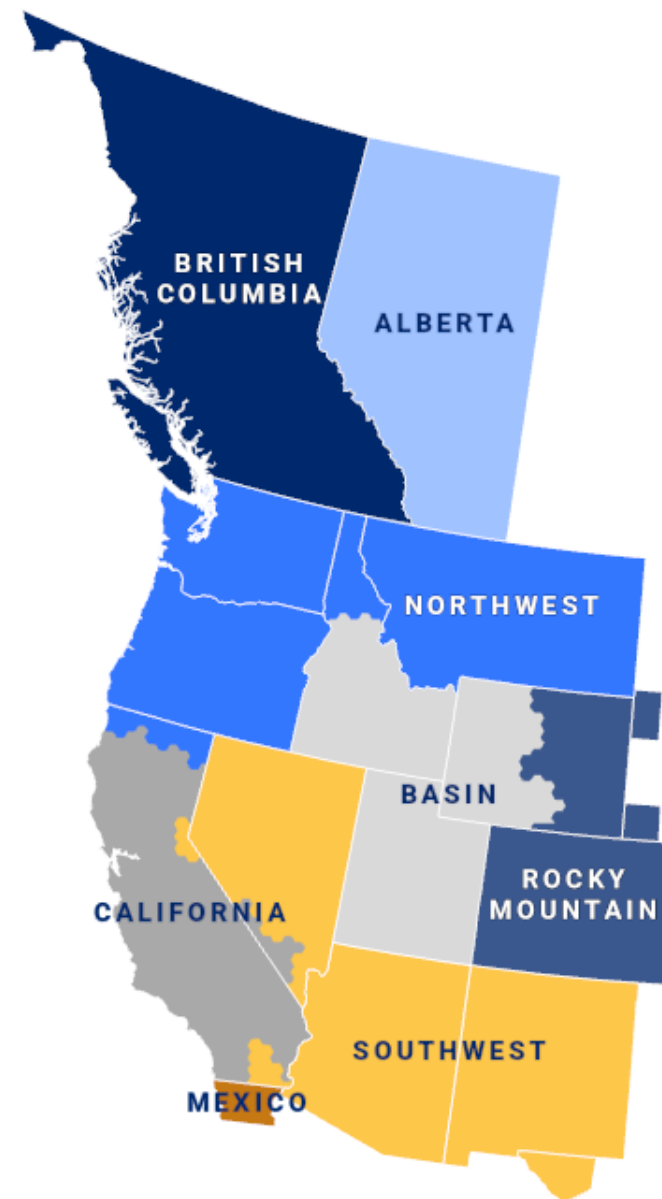 BRITISH
COLUMBIA
ALBERTA
NORTHWEST
BASIN
ROCKY
MOUNTAIN
CALIFORNIA
SOUTHWEST
MEXICO